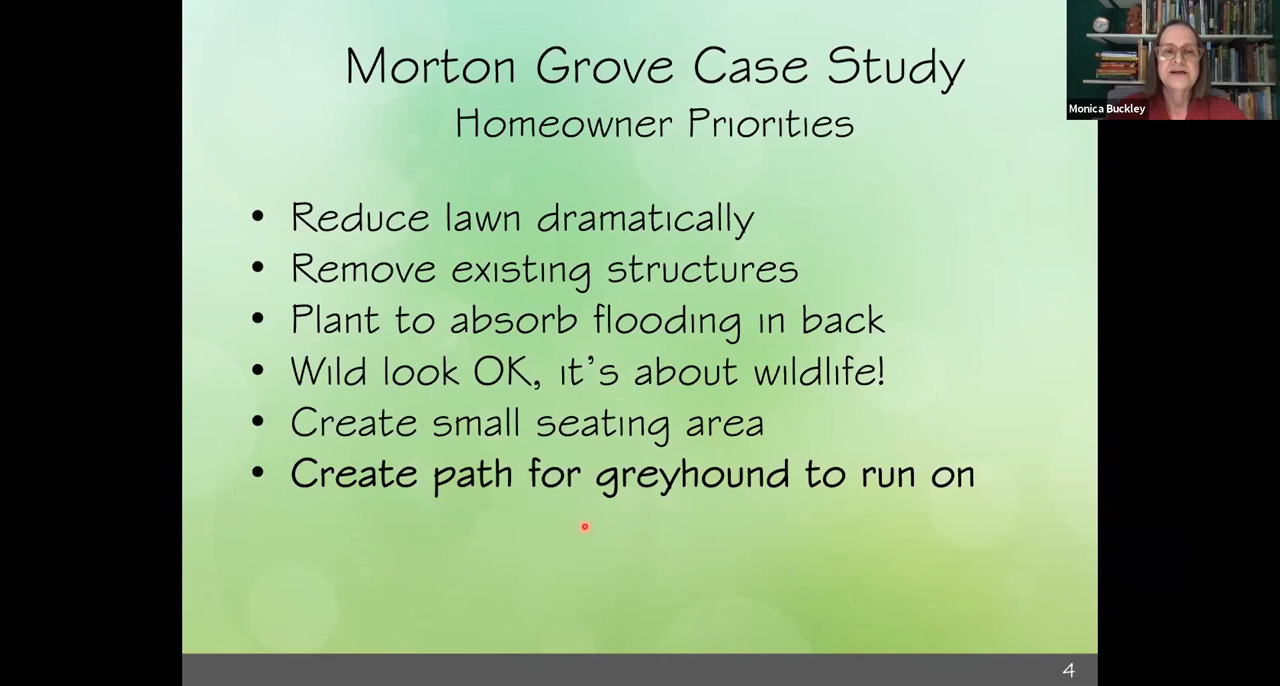 Morton Grove Case Study
Homeowner Priorities
• Reduce lawn dramatically
• Remove existing structures
• Plant to absorb flooding in back
• Wild look OK, it's about wildlife!
• Create small seating area
• Create path for greyhound to run on
4
Monica Buckley